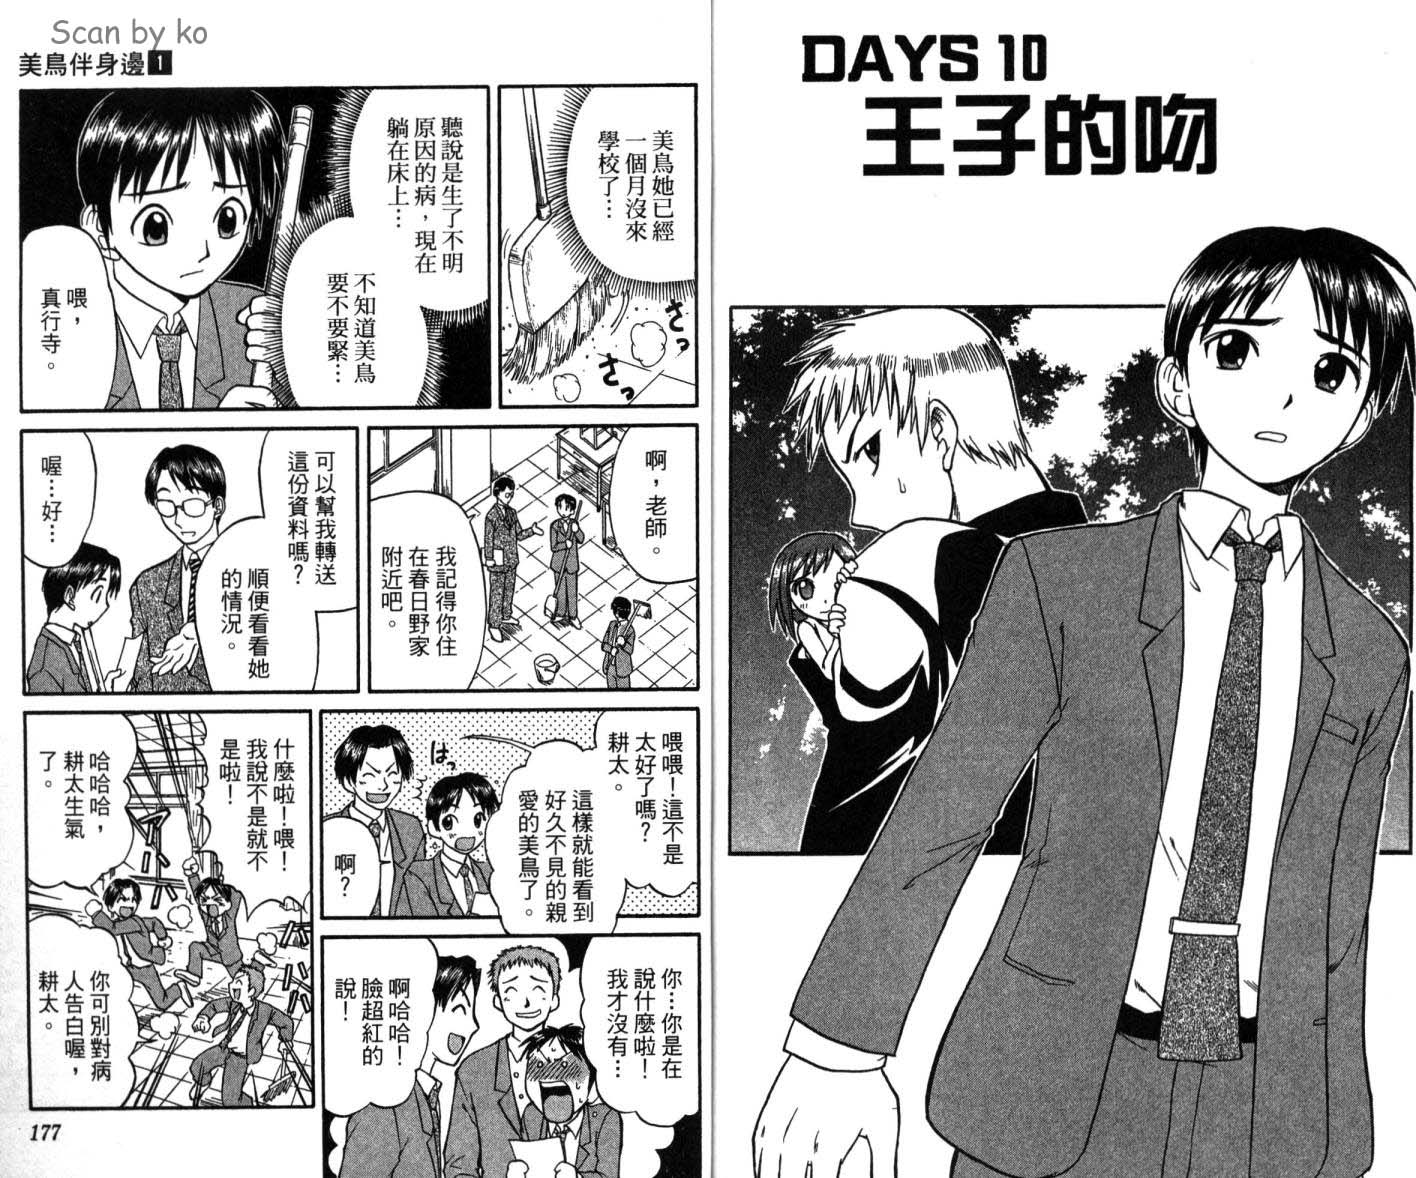 DAYS 10
王子的吻
Scan by ko
美鳥伴身邊1
美鳥她已經
一個月沒來
學校了…
さっ
さっ
聽說是生了不明
原因的病,現在
躺在床上…
不知道美鳥
要不要緊…
喂,
真行寺。
啊,老師。
我記得你住
在春日野家
附近吧。
可以幫我轉送
這份資料嗎?
順便看看她
的情況。
喔…好…
喂喂!這不是
太好了嗎?
耕太。
這樣就能看到
好久不見的親
愛的美鳥了。
はっ
啊?
你…你是在
說什麼啦!
我才沒有…
啊哈哈!
臉超紅的
說!
什麼啦!喂!
我說不是就不
是啦!
哈哈哈,
耕太生氣
了。
你可別對病
人告白喔,
耕太。
177